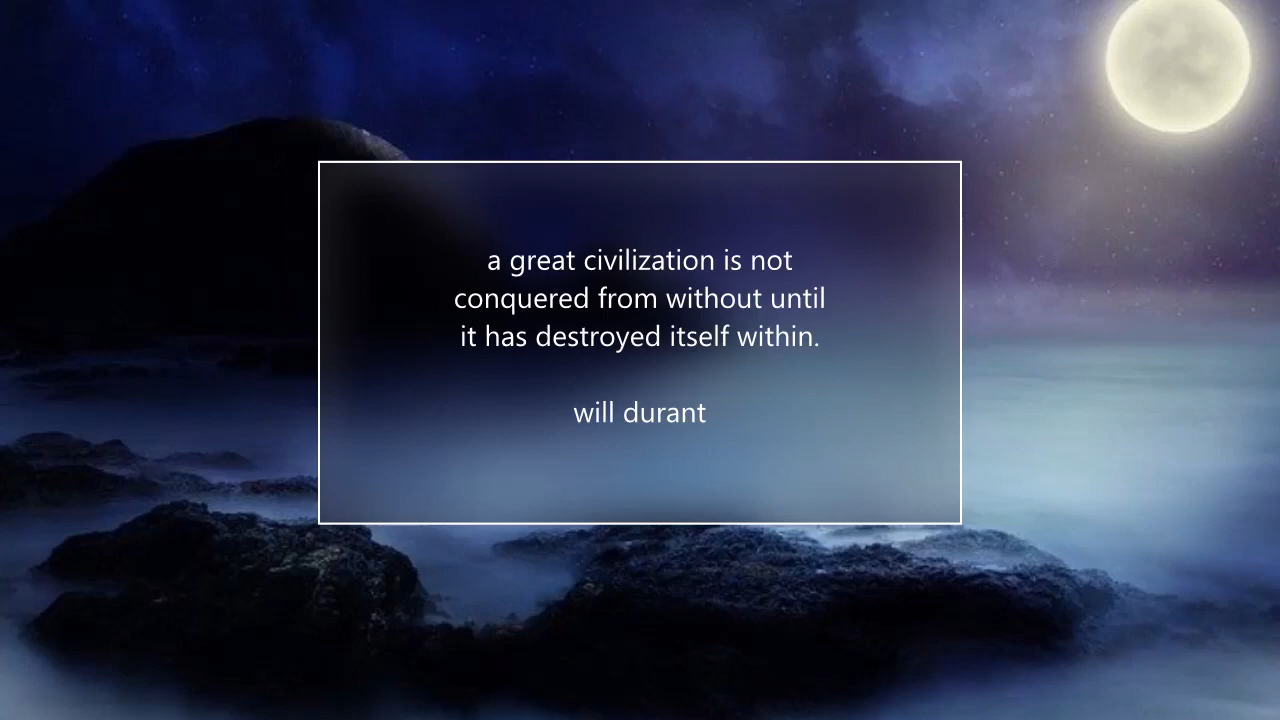 a great civilization is not
conquered from without until
it has destroyed itself within.
will durant